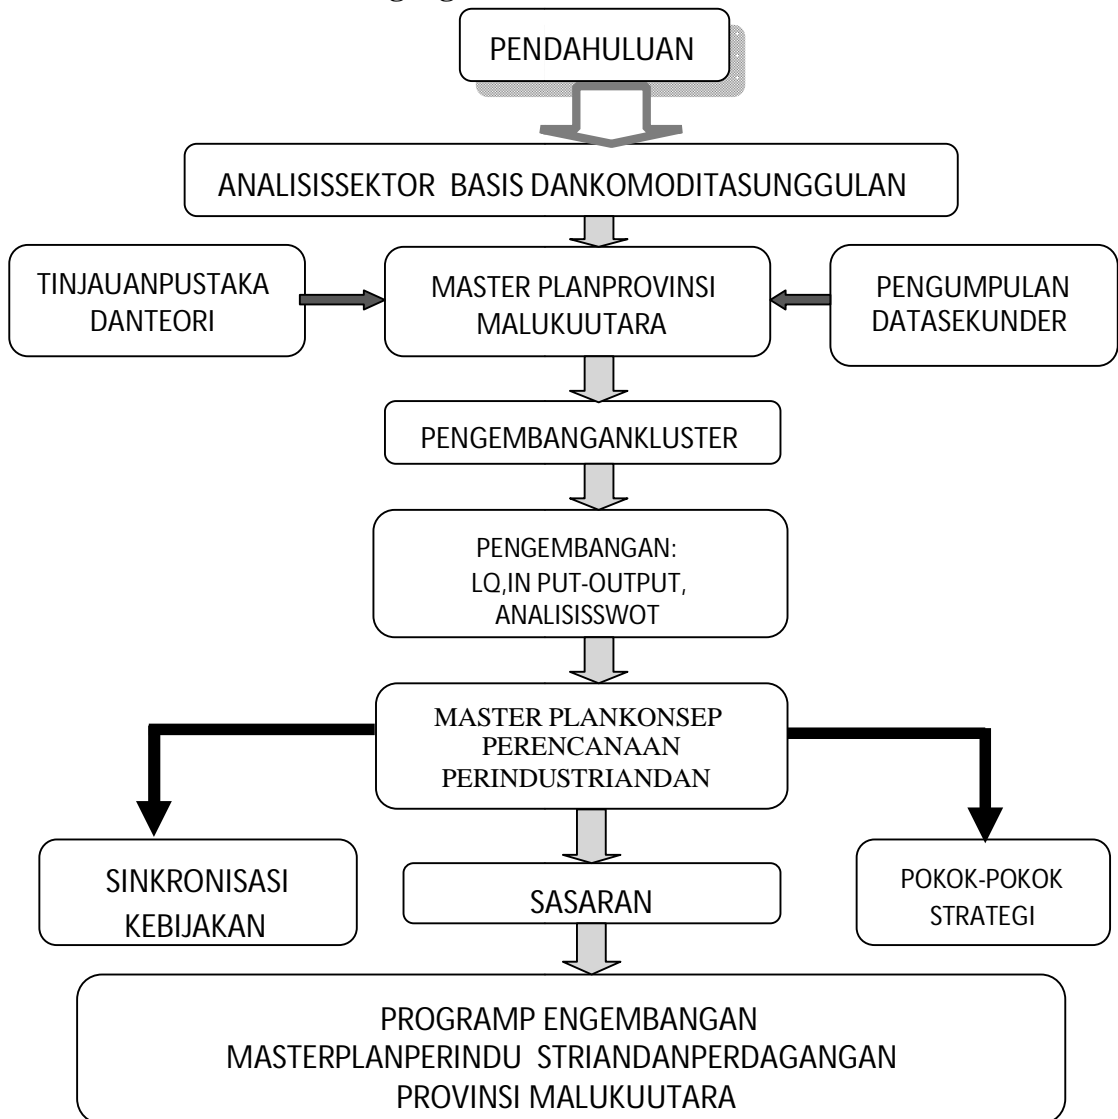 PENDAHULUAN
ANALISISSEKTOR BASIS DANKOMODITASUNGGULAN
TINJAUANPUSTAKA
DANTEORI
MASTER PLANPROVINSI
MALUKUUTARA
PENGUMPULAN
DATASEKUNDER
PENGEMBANGANKLUSTER
PENGEMBANGAN:
LQ,IN PUT-OUTPUT,
ANALISISSWOT
MASTER PLANKONSEP
PERENCANAAN
PERINDUSTRIANDAN
SINKRONISASI
KEBIJAKAN
SASARAN
POKOK-POKOK
STRATEGI
PROGRAMP ENGEMBANGAN
MASTERPLANPERINDU STRIANDANPERDAGANGAN
PROVINSI MALUKUUTARA